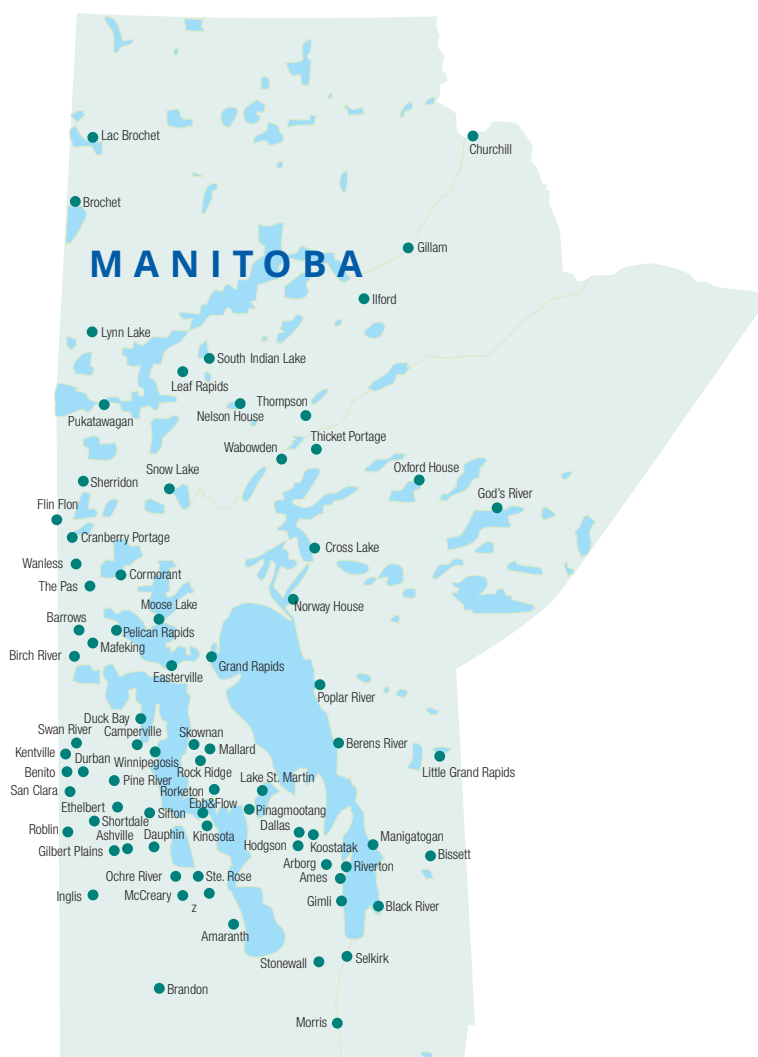 Lac Brochet
Churchill
Brochet
Gillam
MANITOBA
Ilford
Lynn Lake
South Indian Lake
Leaf Rapids
Thompson
Nelson House
Pukatawagan
Thicket Portage
Wabowden
Oxford House
Snow Lake
Sherridon
God's River
Flin Flon
Cranberry Portage
Cross Lake
Wanless
Cormorant
The Pas
Moose Lake
Norway House
Barrows
Pelican Rapids
Mafeking
Birch River
Grand Rapids
Easterville
Poplar River
Duck Bay
Swan River
Camperville
Skownan
Berens River
Kentville
Mallard
Durban
Winnipegosis
Benito
Rock Ridge
Little Grand Rapids
Pine River
Lake St. Martin
San Clara
Rorketon
Ebb&Flow
Ethelbert
Sifton
Pinagmootang
Shortdale
Dallas
Roblin
Ashville
Dauphin
Kinosota
Manigatogan
Hodgson
Koostatak
Gilbert Plains
Bissett
Arborg
Riverton
Ochre River
Ste. Rose
Ames
Inglis
McCreary
z
Gimli
Black River
Amaranth
Stonewall
Selkirk
Brandon
Morris